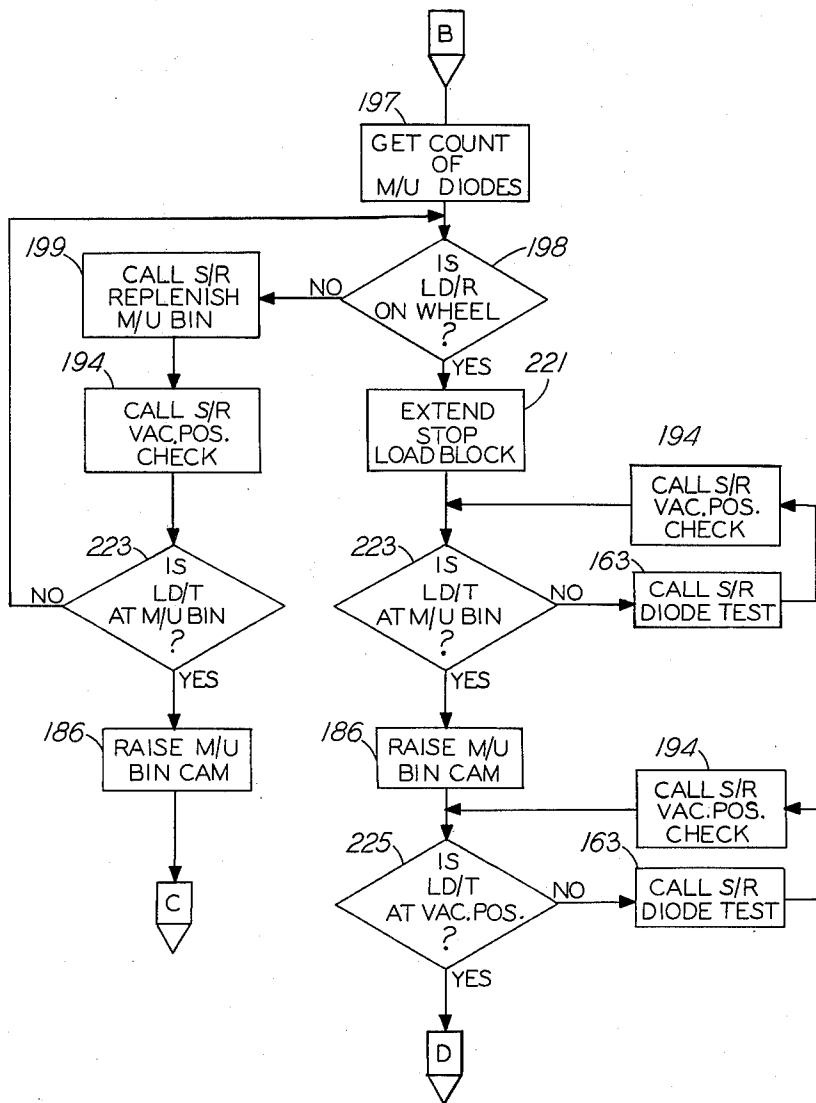 B
197
GET COUNT
OF
M/U DIODES
198
IS
LD/R
ON WHEEL
?
NO
YES
199
CALL S/R
REPLENISH
M/U BIN
194
CALL S/R
VAC.POS.
CHECK
223
IS
LD/T
AT M/U BIN
?
NO
YES
186
RAISE M/U
BIN CAM
C
221
EXTEND
STOP
LOAD BLOCK
223
IS
LD/T
AT M/U BIN
?
NO
YES
194
CALL S/R
VAC.POS.
CHECK
163
CALL S/R
DIODE TEST
186
RAISE M/U
BIN CAM
225
IS
LD/T
AT VAC.POS.
?
NO
YES
194
CALL S/R
VAC.POS.
CHECK
163
CALL S/R
DIODE TEST
D